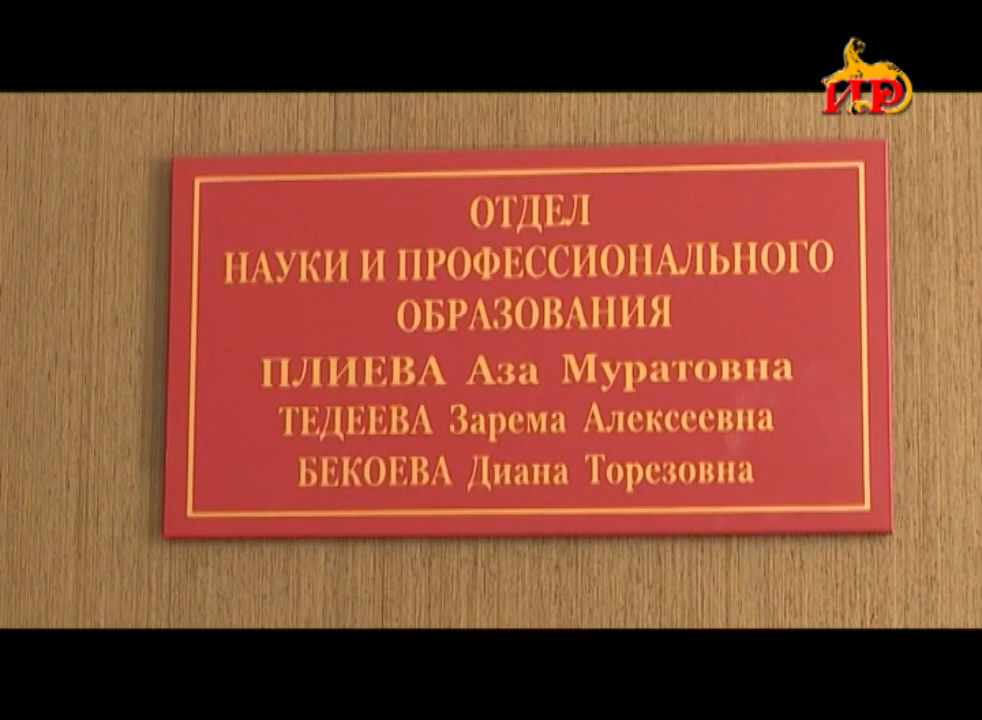 ИР
ОТДЕЛ
НАУКИ И ПРОФЕССИОНАЛЬНОГО
ОБРАЗОВАНИЯ
ПЛИЕВА Аза Муратовна
ТЕДЕЕВА Зарема Алексеевна
БЕКОЕВА Диана Торезовна